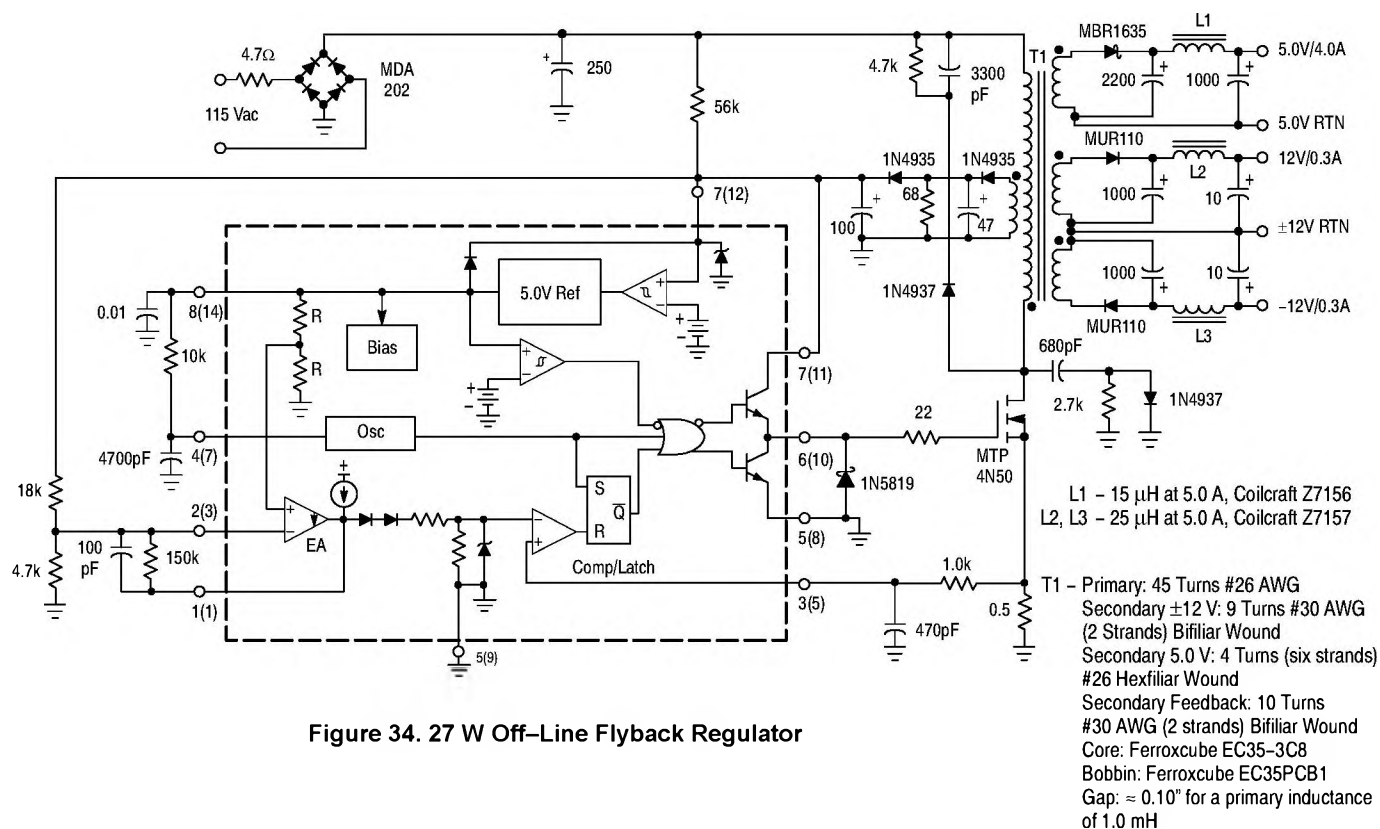 4.7Ω
MDA
202
115 Vac
+
250
56k
4.7k
3300
pF
T1
MBR1635
L1
+
2200
+
1000
5.0V/4.0A
5.0V RTN
MUR110
12V/0.3A
L2
+
1000
+
10
±12V RTN
+
1000
+
10
MUR110
L3
–12V/0.3A
1N4935
1N4935
68
+
100
+
47
1N4937
7(12)
0.01
8(14)
5.0V Ref
+
–
+
–
R
Bias
R
10k
+
–
+
–
7(11)
680pF
2.7k
1N4937
Osc
4(7)
4700pF
22
6(10)
MTP
4N50
1N5819
18k
+
S
Q
R
2(3)
+
–
EA
–
+
5(8)
100
pF
150k
4.7k
Comp/Latch
1.0k
1(1)
3(5)
470pF
0.5
5(9)
L1 – 15 μH at 5.0 A, Coilcraft Z7156
L2, L3 – 25 μH at 5.0 A, Coilcraft Z7157
T1 – Primary: 45 Turns #26 AWG
Secondary ±12 V: 9 Turns #30 AWG
(2 Strands) Bifiliar Wound
Secondary 5.0 V: 4 Turns (six strands)
#26 Hexfiliar Wound
Secondary Feedback: 10 Turns
#30 AWG (2 strands) Bifiliar Wound
Core: Ferroxcube EC35–3C8
Bobbin: Ferroxcube EC35PCB1
Gap: ≈ 0.10" for a primary inductance
of 1.0 mH
Figure 34. 27 W Off–Line Flyback Regulator